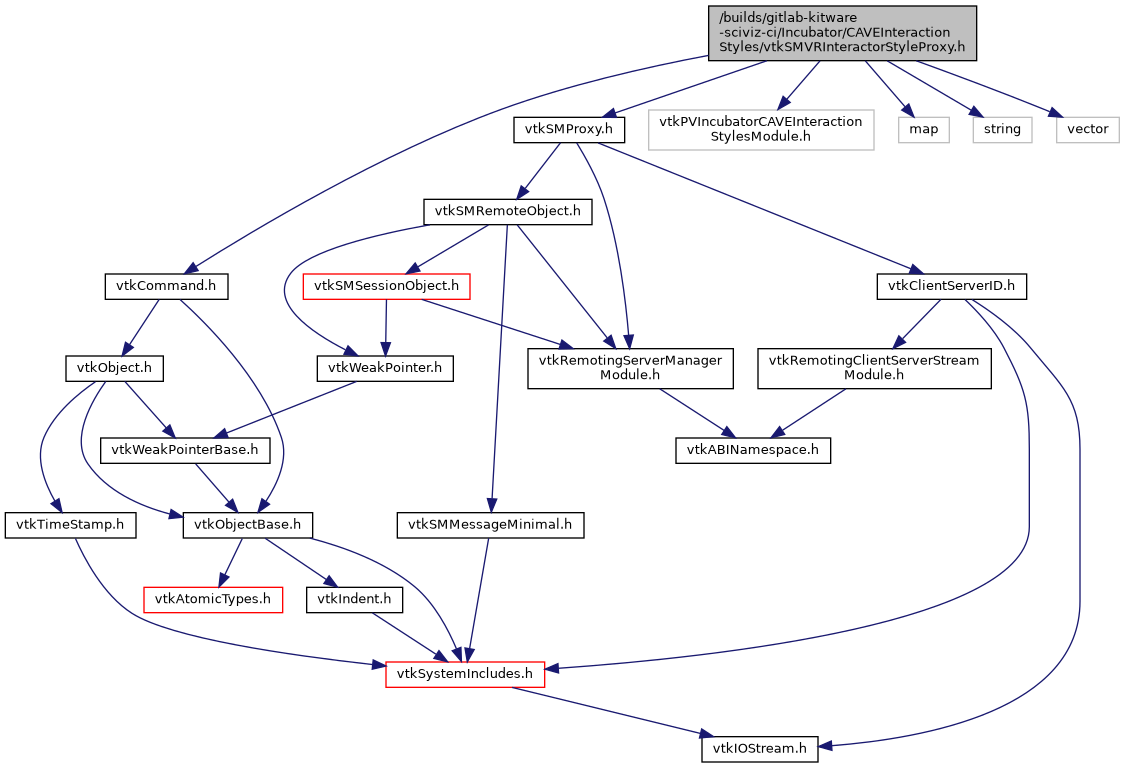 /builds/gitlab-kitware
-sciviz-ci/Incubator/CAVEInteraction
Styles/vtkSMVRInteractorStyleProxy.h
vtkSMProxy.h
vtkPVIncubatorCAVEInteraction
StylesModule.h
map
string
vector
vtkSMRemoteObject.h
vtkCommand.h
vtkSMSessionObject.h
vtkClientServerID.h
vtkObject.h
vtkWeakPointer.h
vtkRemotingServerManager
Module.h
vtkRemotingClientServerStream
Module.h
vtkWeakPointerBase.h
vtkABINamespace.h
vtkTimeStamp.h
vtkObjectBase.h
vtkSMMessageMinimal.h
vtkAtomicTypes.h
vtkIndent.h
vtkSystemIncludes.h
vtkIOStream.h